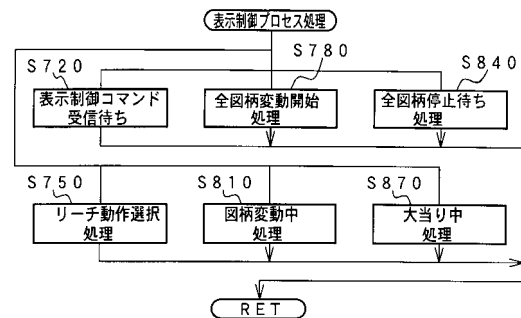 表示制御プロセス処理
S720
S780
S840
表示制御コマンド
受信待ち
全図柄変動開始
処理
全図柄停止待ち
処理
S750
S810
S870
リーチ動作選択
処理
図柄変動中
処理
大当り中
処理
RET